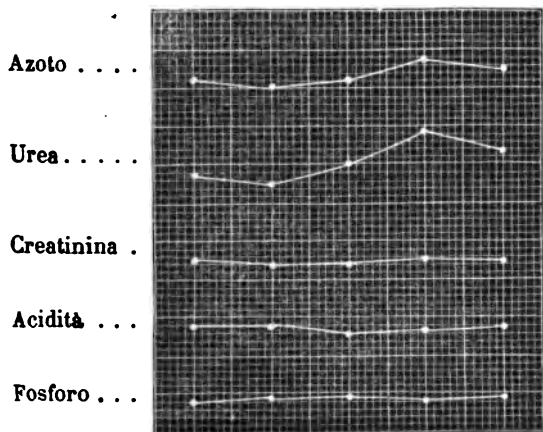 Azoto . . . .
Urea . . . . .
Creatinina .
Acidità . . .
Fosforo . . .